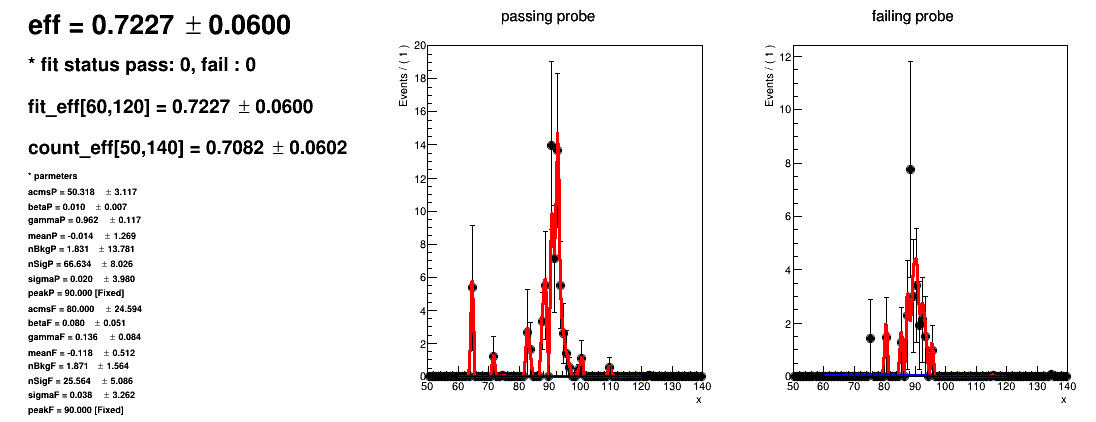 eff = 0.7227 ± 0.0600
* fit status pass: 0, fail : 0
fit_eff[60,120] = 0.7227 ± 0.0600
count_eff[50,140] = 0.7082 ± 0.0602
* parmeters
acmsP = 50.318 ± 3.117
betaP = 0.010 ± 0.007
gammaP = 0.962 ± 0.117
meanP = -0.014 ± 1.269
nBkgP = 1.831 ± 13.781
nSigP = 66.634 ± 8.026
sigmaP = 0.020 ± 3.980
peakP = 90.000 [Fixed]
acmsF = 80.000 ± 24.594
betaF = 0.080 ± 0.051
gammaF = 0.136 ± 0.084
meanF = -0.118 ± 0.512
nBkgF = 1.871 ± 1.564
nSigF = 25.564 ± 5.086
sigmaF = 0.038 ± 3.262
peakF = 90.000 [Fixed]
passing probe
Events / ( 1 )
20
18
16
14
12
10
8
6
4
2
0
50 60 70 80 90 100 110 120 130 140
x
failing probe
Events / ( 1 )
12
10
8
6
4
2
0
50 60 70 80 90 100 110 120 130 140
x